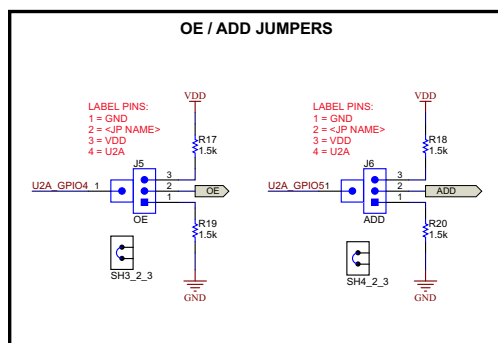 OE / ADD JUMPERS
VDD
LABEL PINS:
1 = GND
2 = <JP NAME>
3 = VDD
4 = U2A
R17
1.5k
J5
U2A_GPIO4
1
3
2
1
OE
OE
R19
1.5k
SH3_2_3
GND
VDD
LABEL PINS:
1 = GND
2 = <JP NAME>
3 = VDD
4 = U2A
R18
1.5k
J6
U2A_GPIO5
1
3
2
1
ADD
ADD
R20
1.5k
SH4_2_3
GND